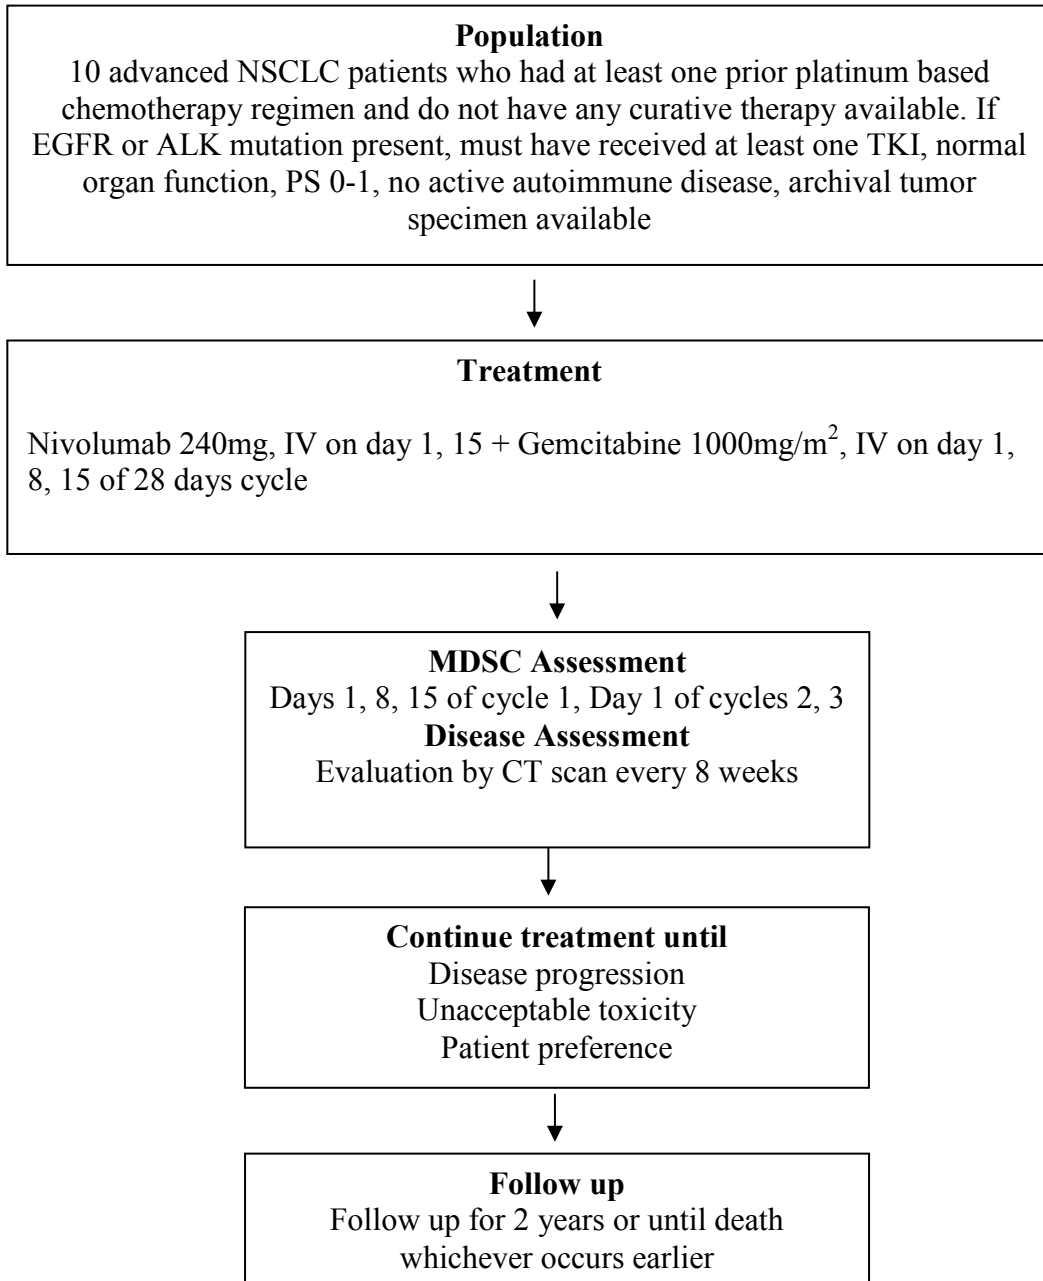 Population
10 advanced NSCLC patients who had at least one prior platinum based
chemotherapy regimen and do not have any curative therapy available. If
EGFR or ALK mutation present, must have received at least one TKI, normal
organ function, PS 0-1, no active autoimmune disease, archival tumor
specimen available
Treatment
Nivolumab 240mg, IV on day 1, 15 + Gemcitabine 1000mg/m², IV on day 1,
8, 15 of 28 days cycle
MDSC Assessment
Days 1, 8, 15 of cycle 1, Day 1 of cycles 2, 3
Disease Assessment
Evaluation by CT scan every 8 weeks
Continue treatment until
Disease progression
Unacceptable toxicity
Patient preference
Follow up
Follow up for 2 years or until death
whichever occurs earlier